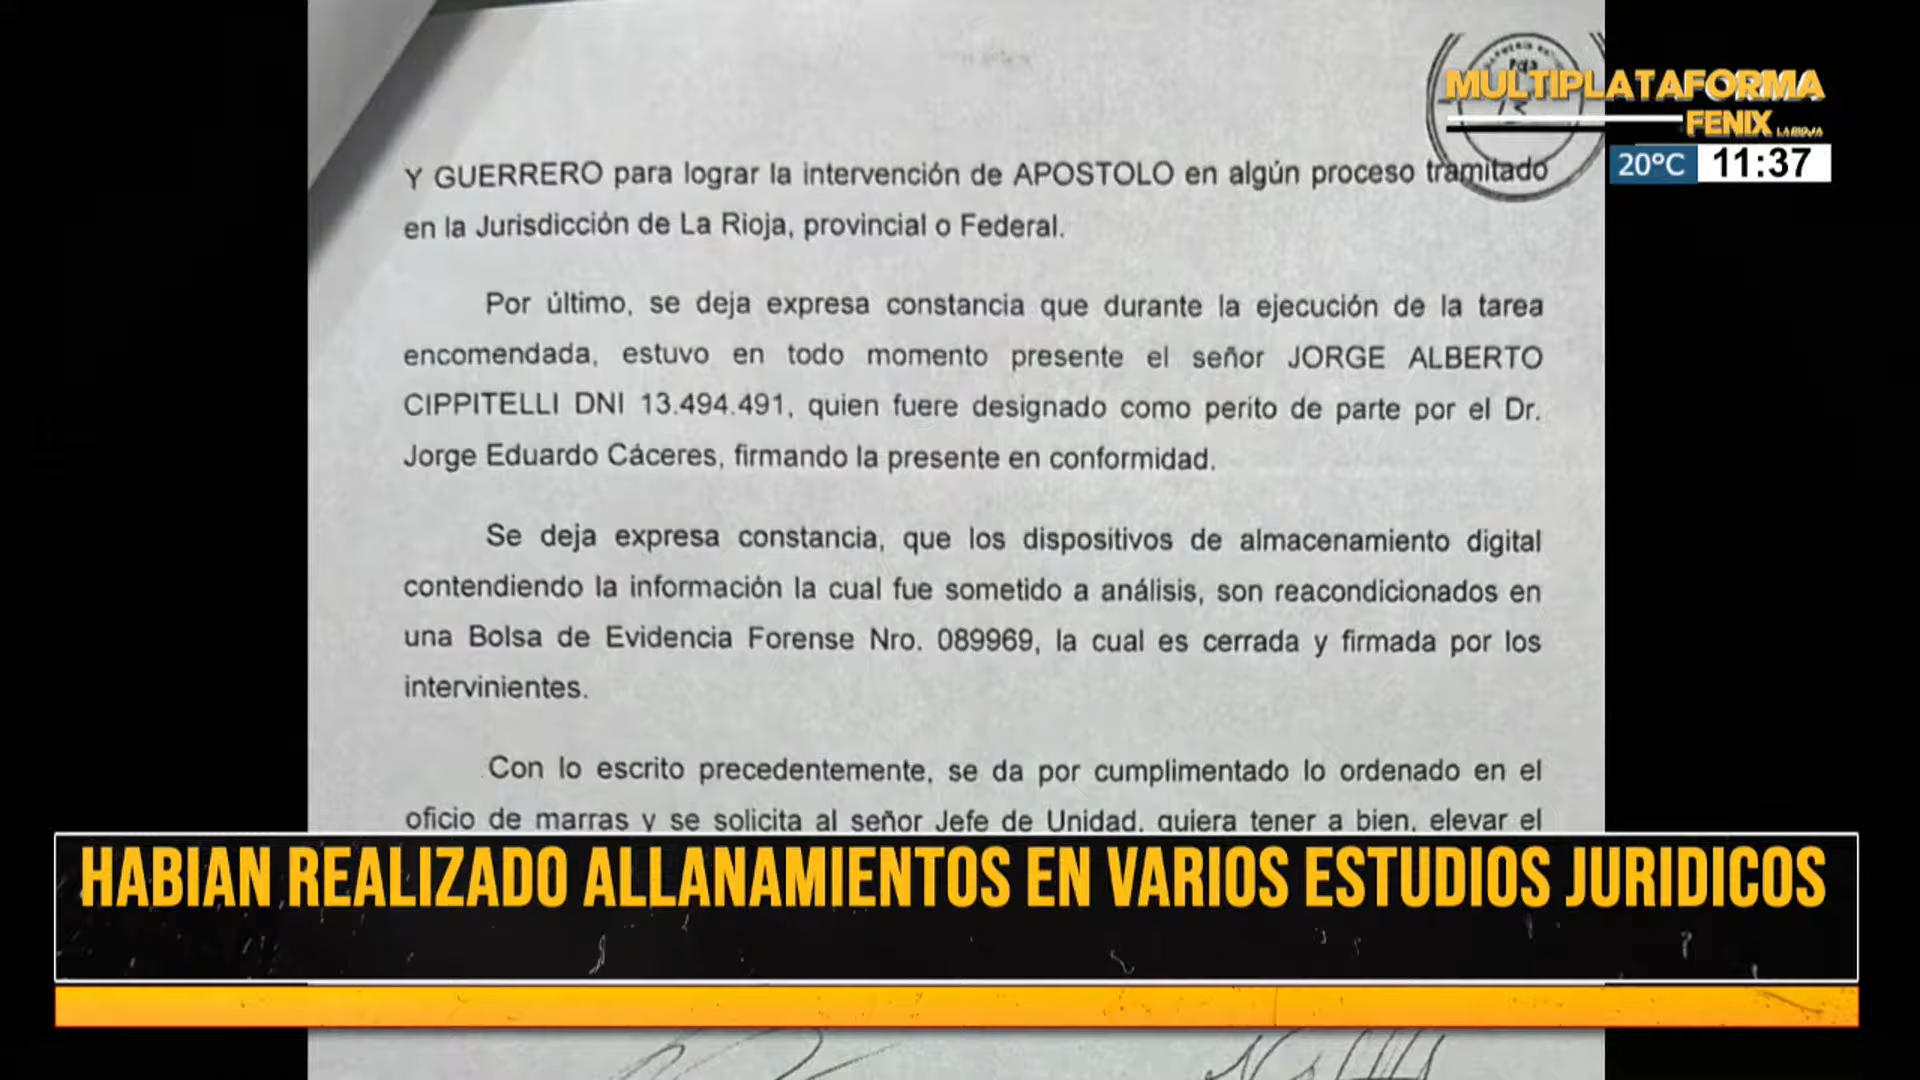 MULTIPLATAFORMA
FENIX LA RIOJA
20°C 11:37
Y GUERRERO para lograr la intervención de APOSTOLO en algún proceso tramitado
en la Jurisdicción de La Rioja, provincial o Federal.
Por último, se deja expresa constancia que durante la ejecución de la tarea
encomendada, estuvo en todo momento presente el señor JORGE ALBERTO
CIPPITELLI DNI 13.494.491, quien fuere designado como perito de parte por el Dr.
Jorge Eduardo Cáceres, firmando la presente en conformidad.
Se deja expresa constancia, que los dispositivos de almacenamiento digital
contendiendo la información la cual fue sometido a análisis, son reacondicionados en
una Bolsa de Evidencia Forense Nro. 089969, la cual es cerrada y firmada por los
intervinientes.
Con lo escrito precedentemente, se da por cumplimentado lo ordenado en el
oficio de marras y se solicita al señor Jefe de Unidad, quiera tener a bien, elevar el
HABIAN REALIZADO ALLANAMIENTOS EN VARIOS ESTUDIOS JURIDICOS